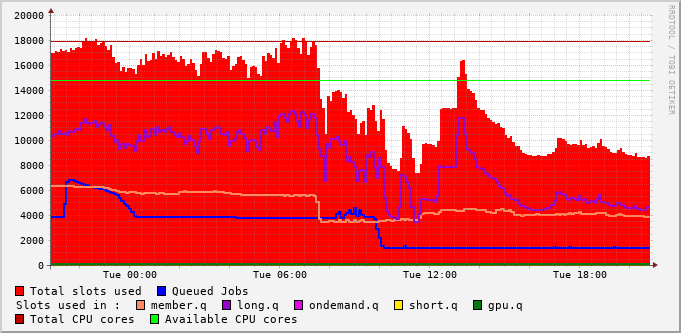 RRDTOOL / TOBI OETIKER
20000
18000
16000
14000
12000
10000
8000
6000
4000
2000
0
Tue 00:00 Tue 06:00 Tue 12:00 Tue 18:00
Total slots used Queued Jobs
Slots used in : member.q long.q ondemand.q short.q gpu.q
Total CPU cores Available CPU cores